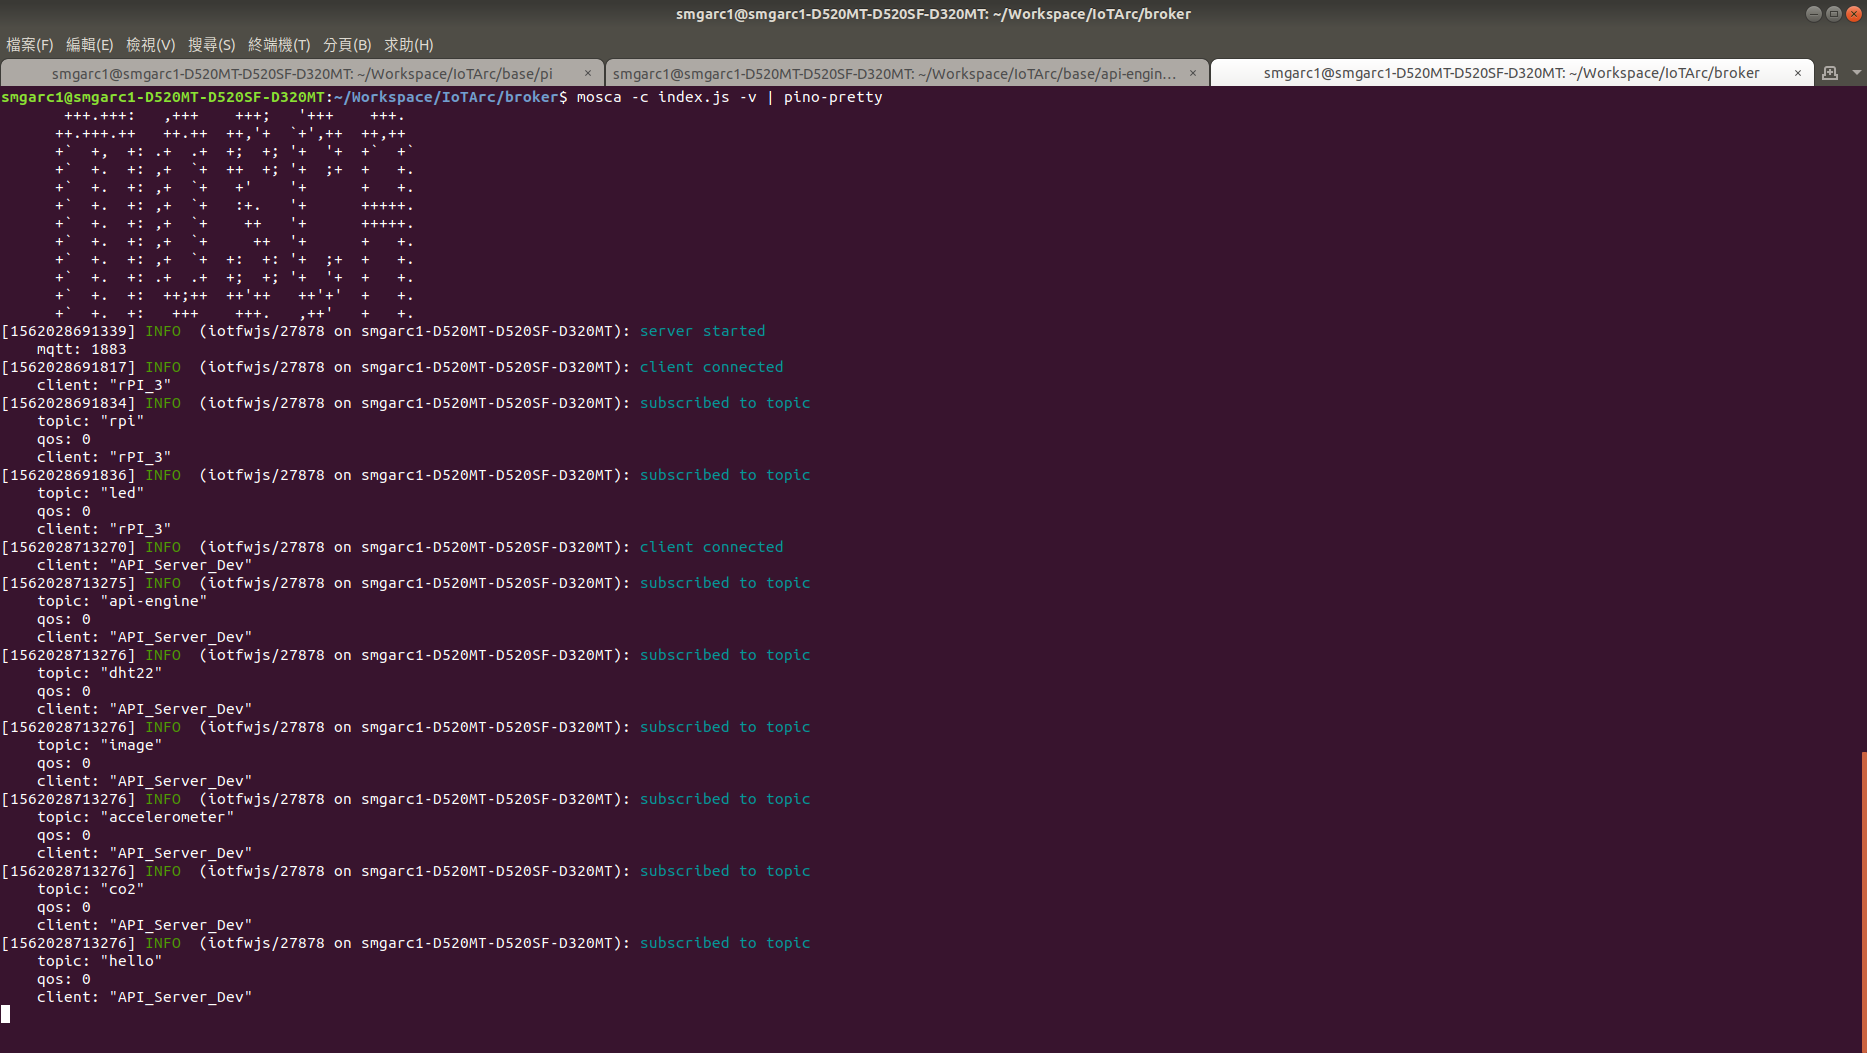 smgarc1@smgarc1-D520MT-D520SF-D320MT: ~/Workspace/IoTArc/broker
檔案(F) 編輯(E) 檢視(V) 搜尋(S) 終端機(T) 分頁(B) 求助(H)
smgarc1@smgarc1-D520MT-D520SF-D320MT: ~/Workspace/IoTArc/base/pi × smgarc1@smgarc1-D520MT-D520SF-D320MT: ~/Workspace/IoTArc/base/api-engin... × smgarc1@smgarc1-D520MT-D520SF-D320MT: ~/Workspace/IoTArc/broker ×
smgarc1@smgarc1-D520MT-D520SF-D320MT:~/Workspace/IoTArc/broker$ mosca -c index.js -v | pino-pretty
       +++.+++:   ,+++    +++;   '+++    +++.
      ++.+++.++   ++.++  ++,'+  `+',++  ++,++
      +`  +,  +: .+  .+  +;  +; '+  '+  +`  +`
      +`  +.  +: ,+  `+  ++  +; '+  ;+  +   +.
      +`  +.  +: ,+  `+   +'    '+      +   +.
      +`  +.  +: ,+  `+   :+.   '+      +++++.
      +`  +.  +: ,+  `+    ++   '+      +++++.
      +`  +.  +: ,+  `+     ++  '+      +   +.
      +`  +.  +: ,+  `+  +:  +: '+  ;+  +   +.
      +`  +.  +: .+  .+  +;  +; '+  '+  +   +.
      +`  +.  +:  ++;++  ++'++   ++'+'  +   +.
      +`  +.  +:   +++    +++.   ,++'   +   +.
[1562028691339] INFO  (iotfwjs/27878 on smgarc1-D520MT-D520SF-D320MT): server started
    mqtt: 1883
[1562028691817] INFO  (iotfwjs/27878 on smgarc1-D520MT-D520SF-D320MT): client connected
    client: "rPI_3"
[1562028691834] INFO  (iotfwjs/27878 on smgarc1-D520MT-D520SF-D320MT): subscribed to topic
    topic: "rpi"
    qos: 0
    client: "rPI_3"
[1562028691836] INFO  (iotfwjs/27878 on smgarc1-D520MT-D520SF-D320MT): subscribed to topic
    topic: "led"
    qos: 0
    client: "rPI_3"
[1562028713270] INFO  (iotfwjs/27878 on smgarc1-D520MT-D520SF-D320MT): client connected
    client: "API_Server_Dev"
[1562028713275] INFO  (iotfwjs/27878 on smgarc1-D520MT-D520SF-D320MT): subscribed to topic
    topic: "api-engine"
    qos: 0
    client: "API_Server_Dev"
[1562028713276] INFO  (iotfwjs/27878 on smgarc1-D520MT-D520SF-D320MT): subscribed to topic
    topic: "dht22"
    qos: 0
    client: "API_Server_Dev"
[1562028713276] INFO  (iotfwjs/27878 on smgarc1-D520MT-D520SF-D320MT): subscribed to topic
    topic: "image"
    qos: 0
    client: "API_Server_Dev"
[1562028713276] INFO  (iotfwjs/27878 on smgarc1-D520MT-D520SF-D320MT): subscribed to topic
    topic: "accelerometer"
    qos: 0
    client: "API_Server_Dev"
[1562028713276] INFO  (iotfwjs/27878 on smgarc1-D520MT-D520SF-D320MT): subscribed to topic
    topic: "co2"
    qos: 0
    client: "API_Server_Dev"
[1562028713276] INFO  (iotfwjs/27878 on smgarc1-D520MT-D520SF-D320MT): subscribed to topic
    topic: "hello"
    qos: 0
    client: "API_Server_Dev"